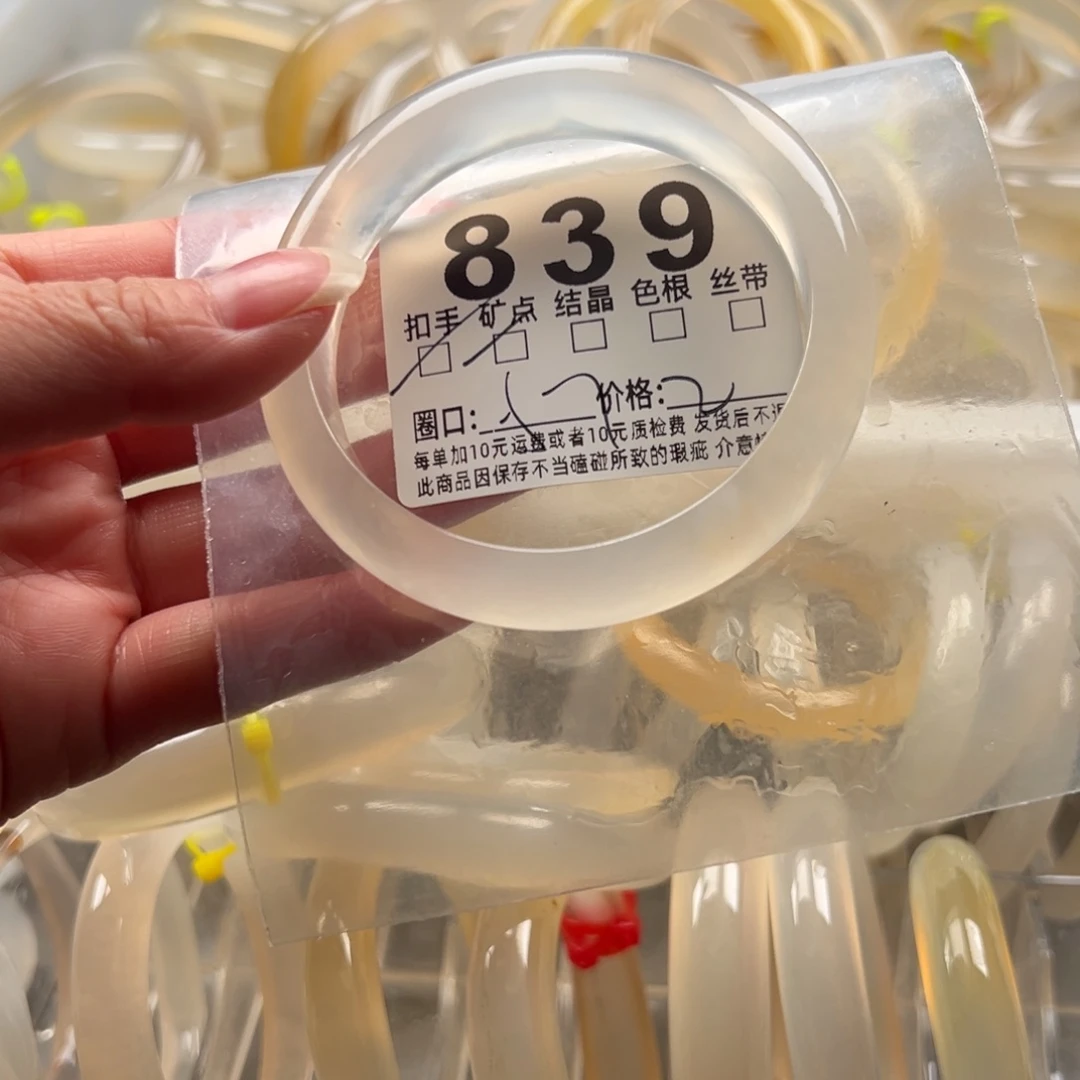 839
扣手 矿点 结晶 色根 丝带
圈口: 价格:
每单加10元运费或者10元质检费 发货后不退
此商品因保存不当磕碰所致的瑕疵 介意